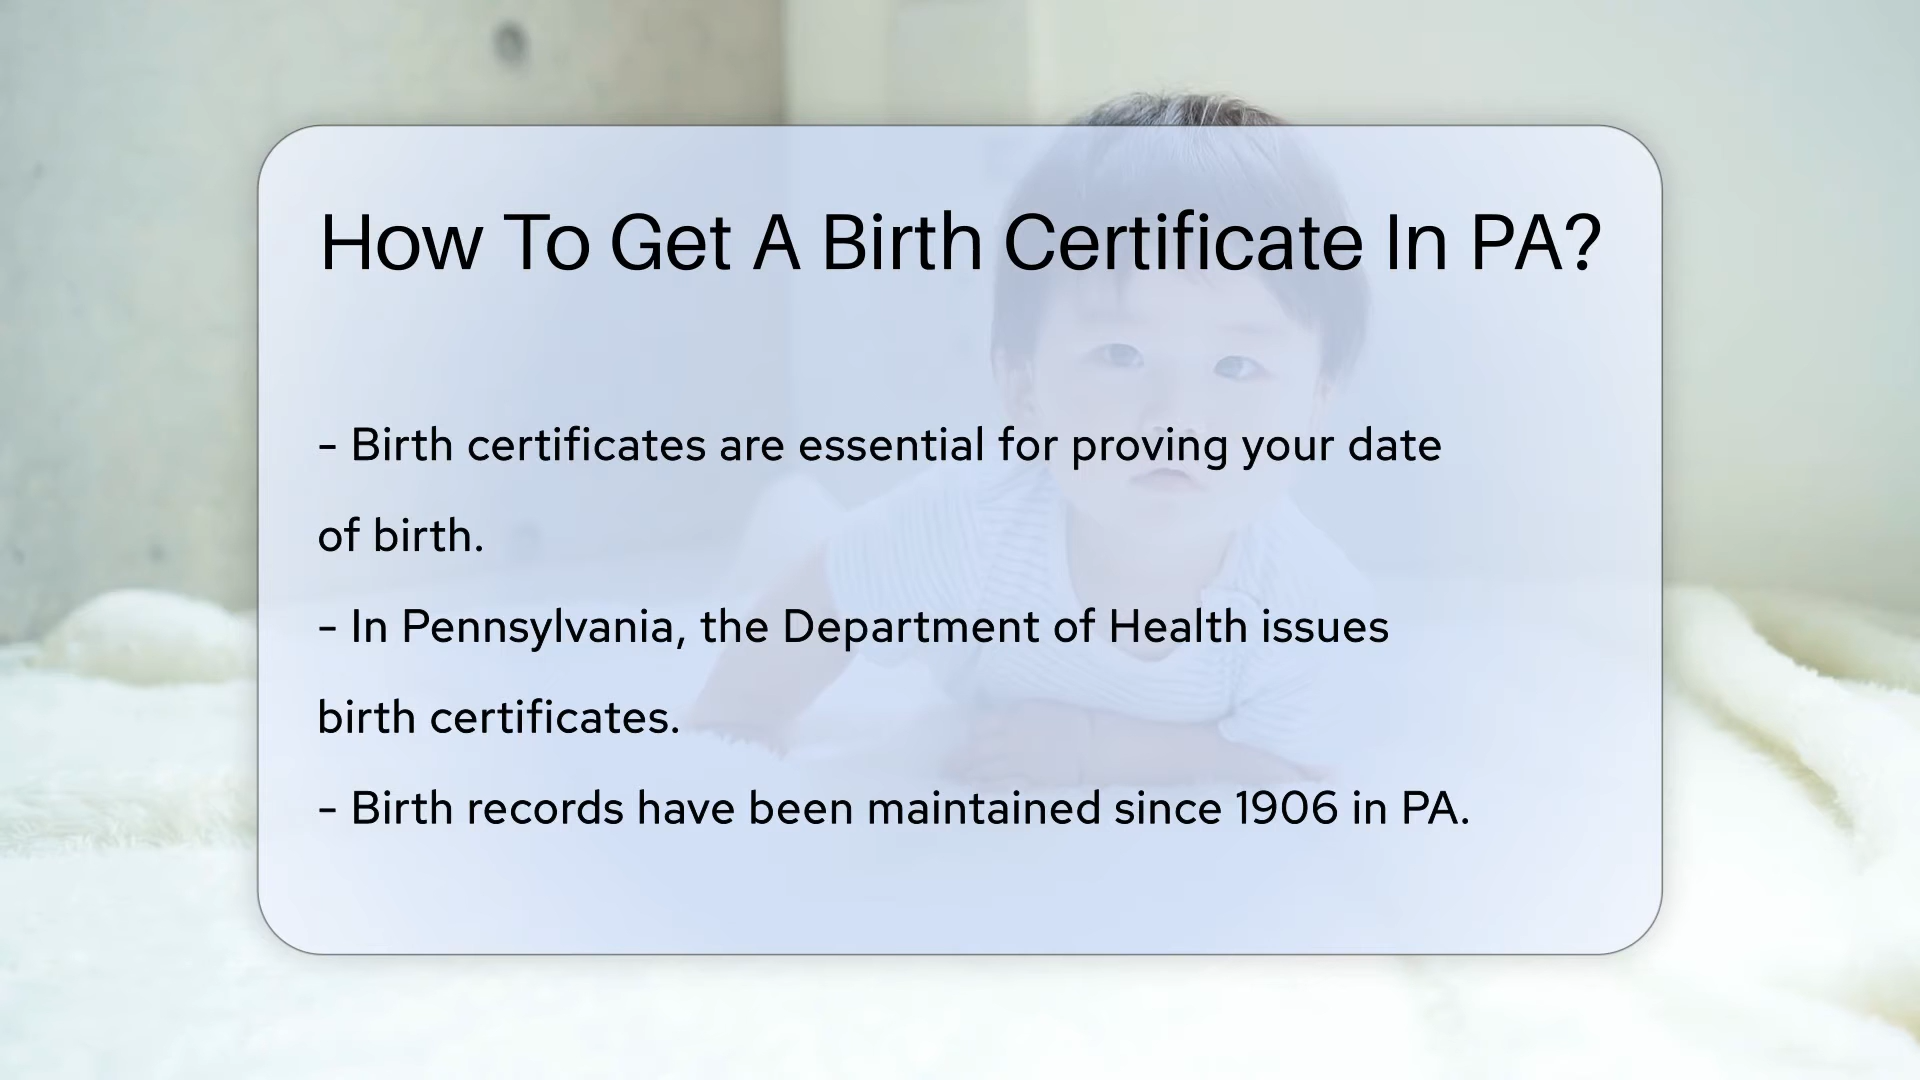 How To Get A Birth Certificate In PA?
- Birth certificates are essential for proving your date
of birth.
- In Pennsylvania, the Department of Health issues
birth certificates.
- Birth records have been maintained since 1906 in PA.